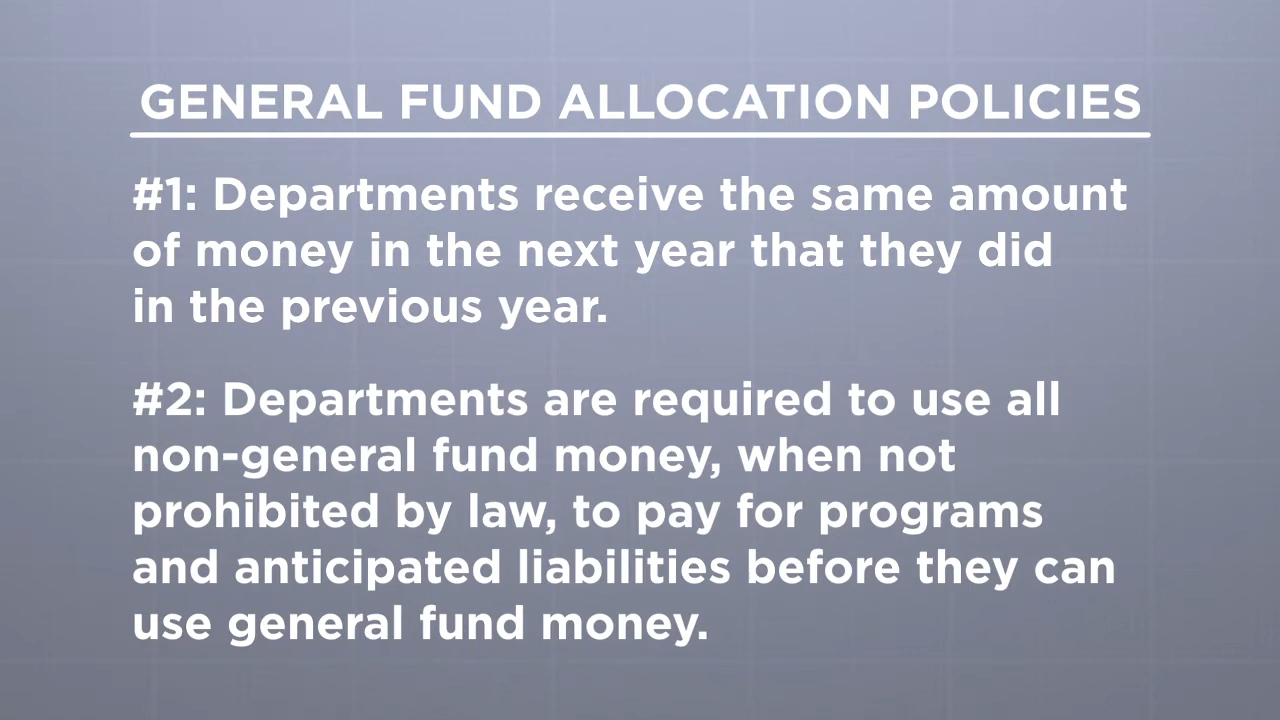 GENERAL FUND ALLOCATION POLICIES
#1: Departments receive the same amount
of money in the next year that they did
in the previous year.
#2: Departments are required to use all
non-general fund money, when not
prohibited by law, to pay for programs
and anticipated liabilities before they can
use general fund money.